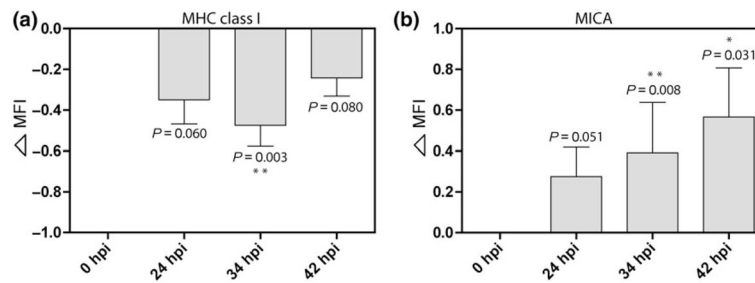 (a)
MHC class I
0.0
−0.2
−0.4
−0.6
−0.8
−1.0
△ MFI
P = 0.060
P = 0.003
**
P = 0.080
0 hpi
24 hpi
34 hpi
42 hpi
(b)
MICA
1.0
0.8
0.6
0.4
0.2
0.0
△ MFI
P = 0.051
**
P = 0.008
*
P = 0.031
0 hpi
24 hpi
34 hpi
42 hpi